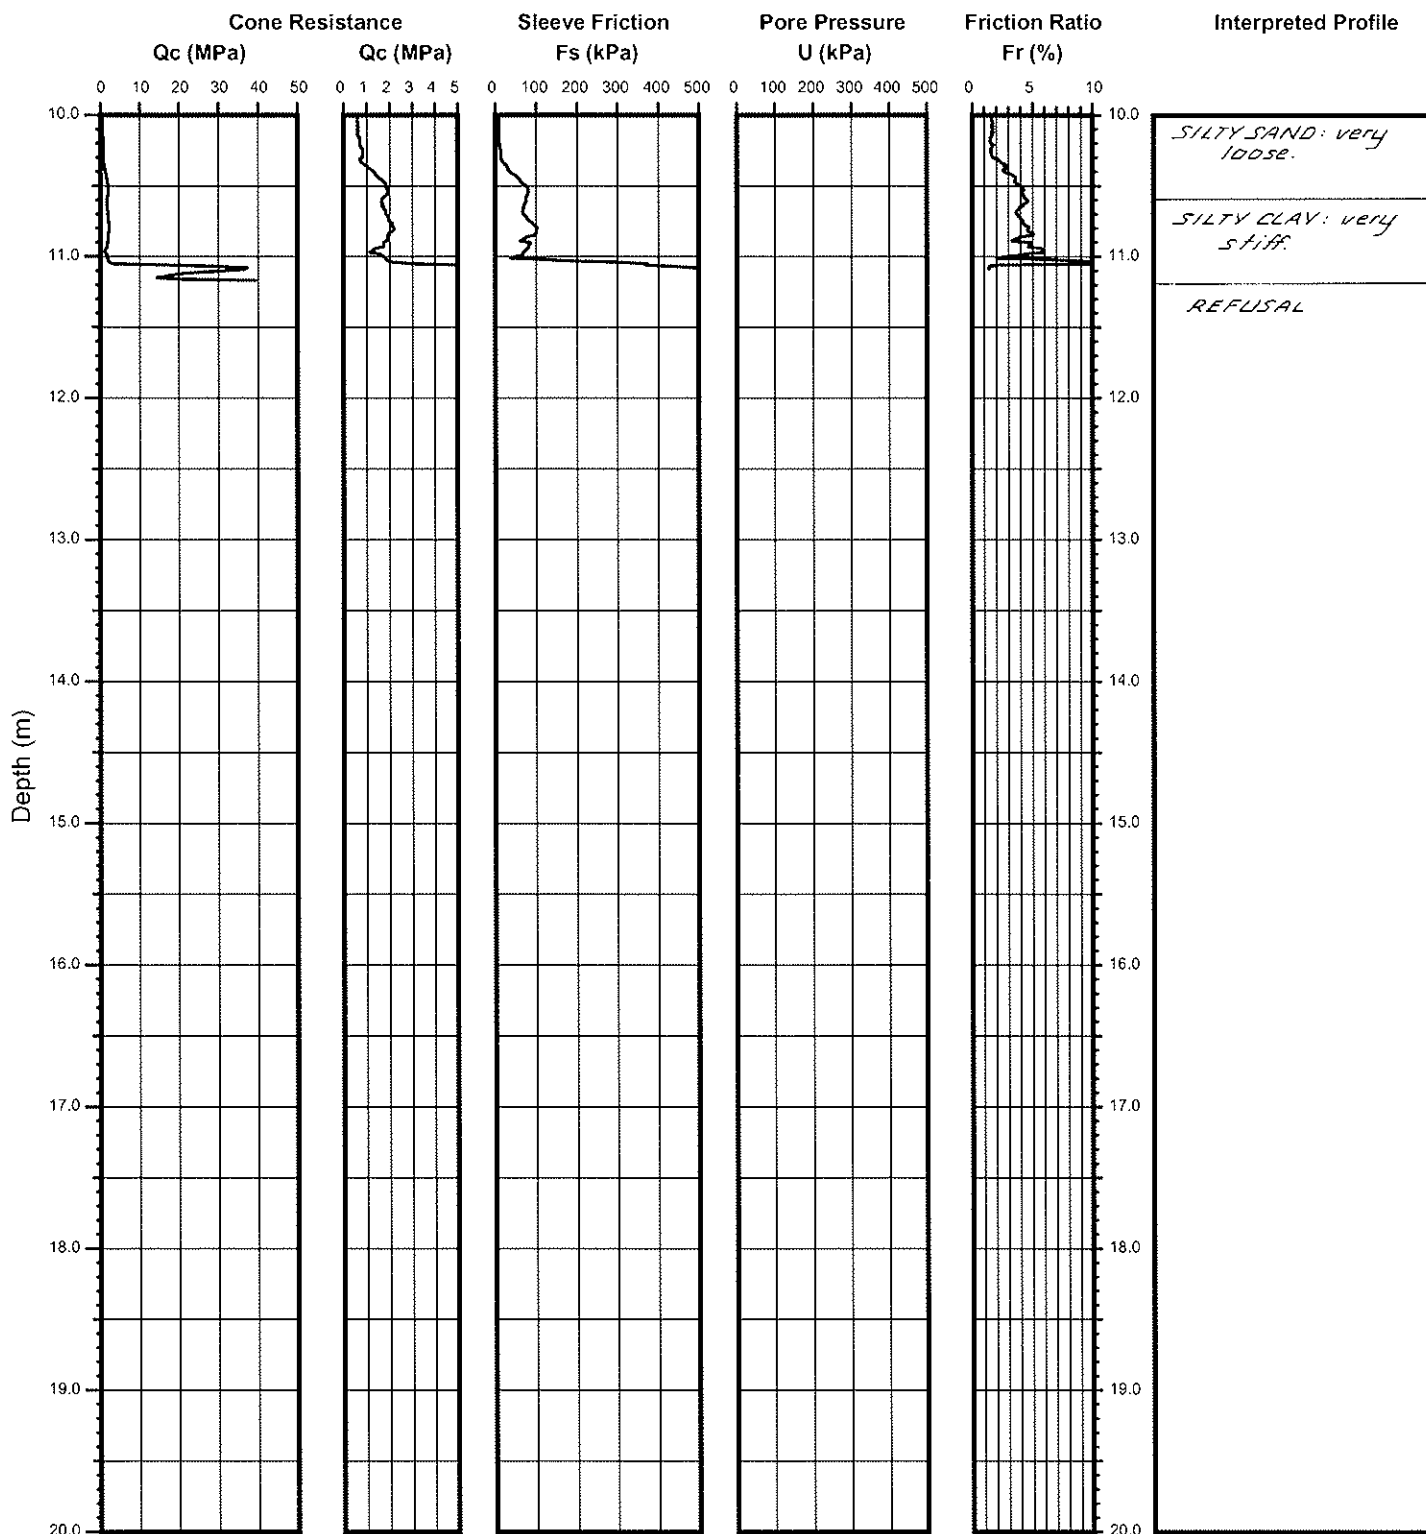 Cone Resistance Sleeve Friction Pore Pressure Friction Ratio Interpreted Profile
Qc (MPa) Qc (MPa) Fs (kPa) U (kPa) Fr (%)
0 10 20 30 40 50 0 1 2 3 4 5 0 100 200 300 400 500 0 100 200 300 400 500 0 5 10
10.0 10.0
SILTY SAND: very
loose.
SILTY CLAY: very
stiff.
11.0 11.0
REFUSAL
12.0 12.0
13.0 13.0
14.0 14.0
Depth (m)
15.0 15.0
16.0 16.0
17.0 17.0
18.0 18.0
19.0 19.0
20.0 20.0